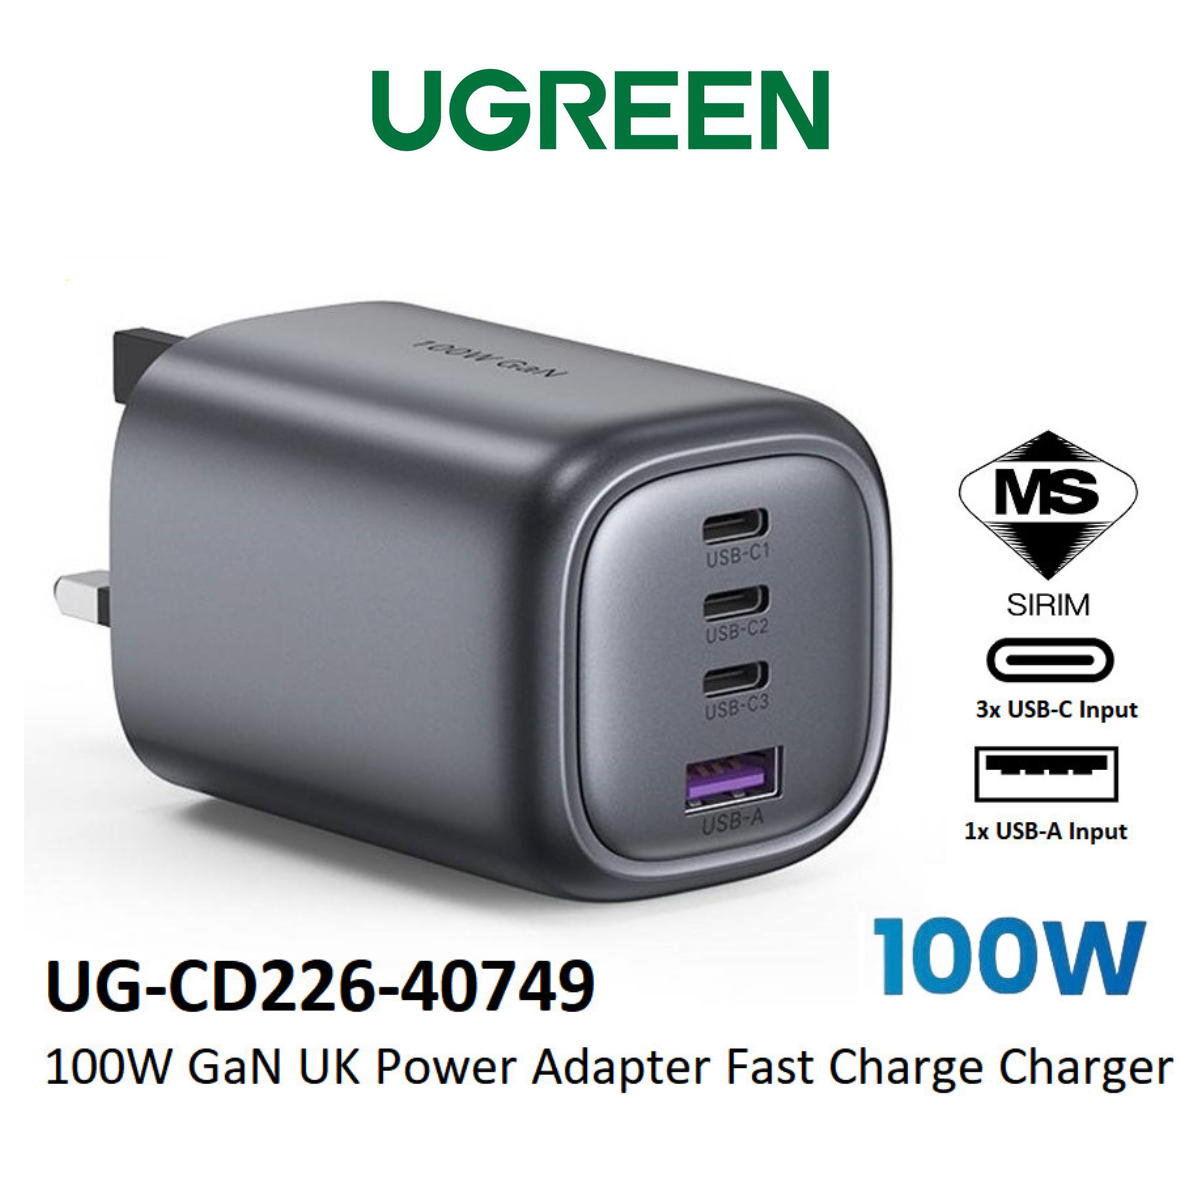 UGREEN
100W GaN
USB-C1
USB-C2
USB-C3
USB-A
MS
SIRIM
3x USB-C Input
1x USB-A Input
100W
UG-CD226-40749
100W GaN UK Power Adapter Fast Charge Charger